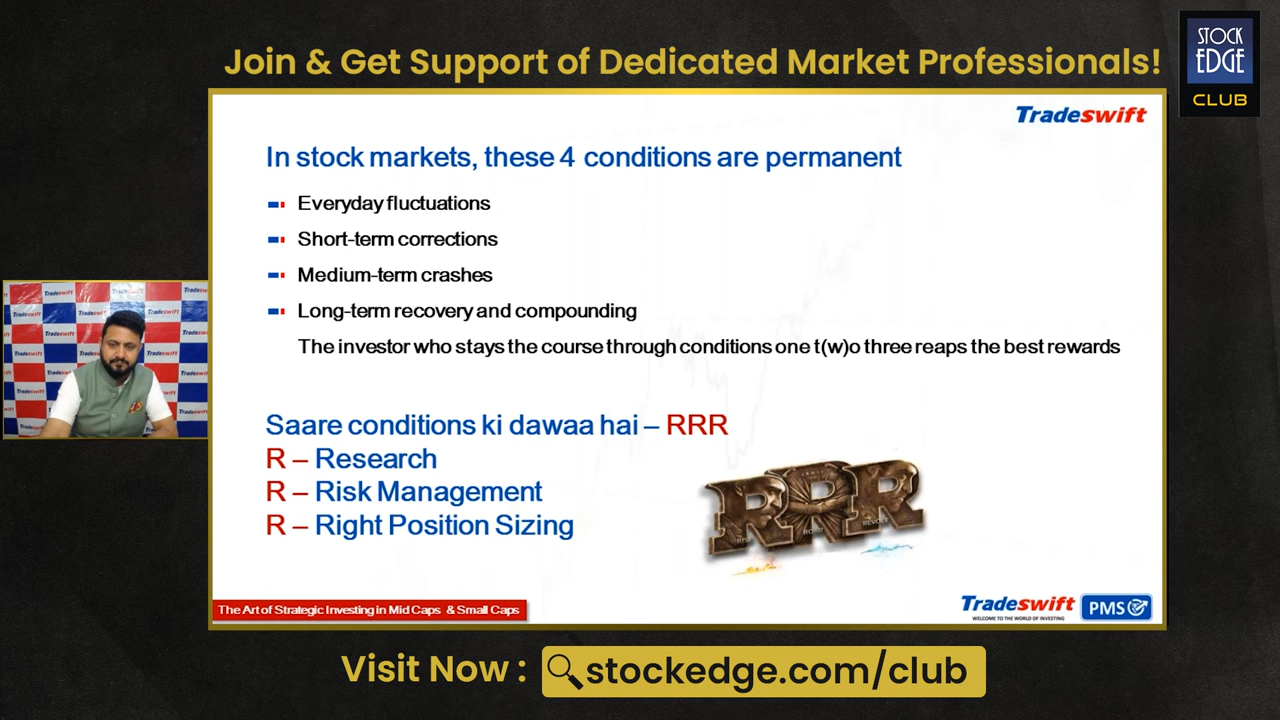 Join & Get Support of Dedicated Market Professionals!
STOCK
EDGE
CLUB
Tradeswift
In stock markets, these 4 conditions are permanent
Everyday fluctuations
Short-term corrections
Medium-term crashes
Long-term recovery and compounding
The investor who stays the course through conditions one t(w)o three reaps the best rewards
Saare conditions ki dawaa hai – RRR
R – Research
R – Risk Management
R – Right Position Sizing
RRR
REVOLT
The Art of Strategic Investing in Mid Caps & Small Caps
Tradeswift
WELCOME TO THE WORLD OF INVESTING
PMS
Visit Now :
stockedge.com/club